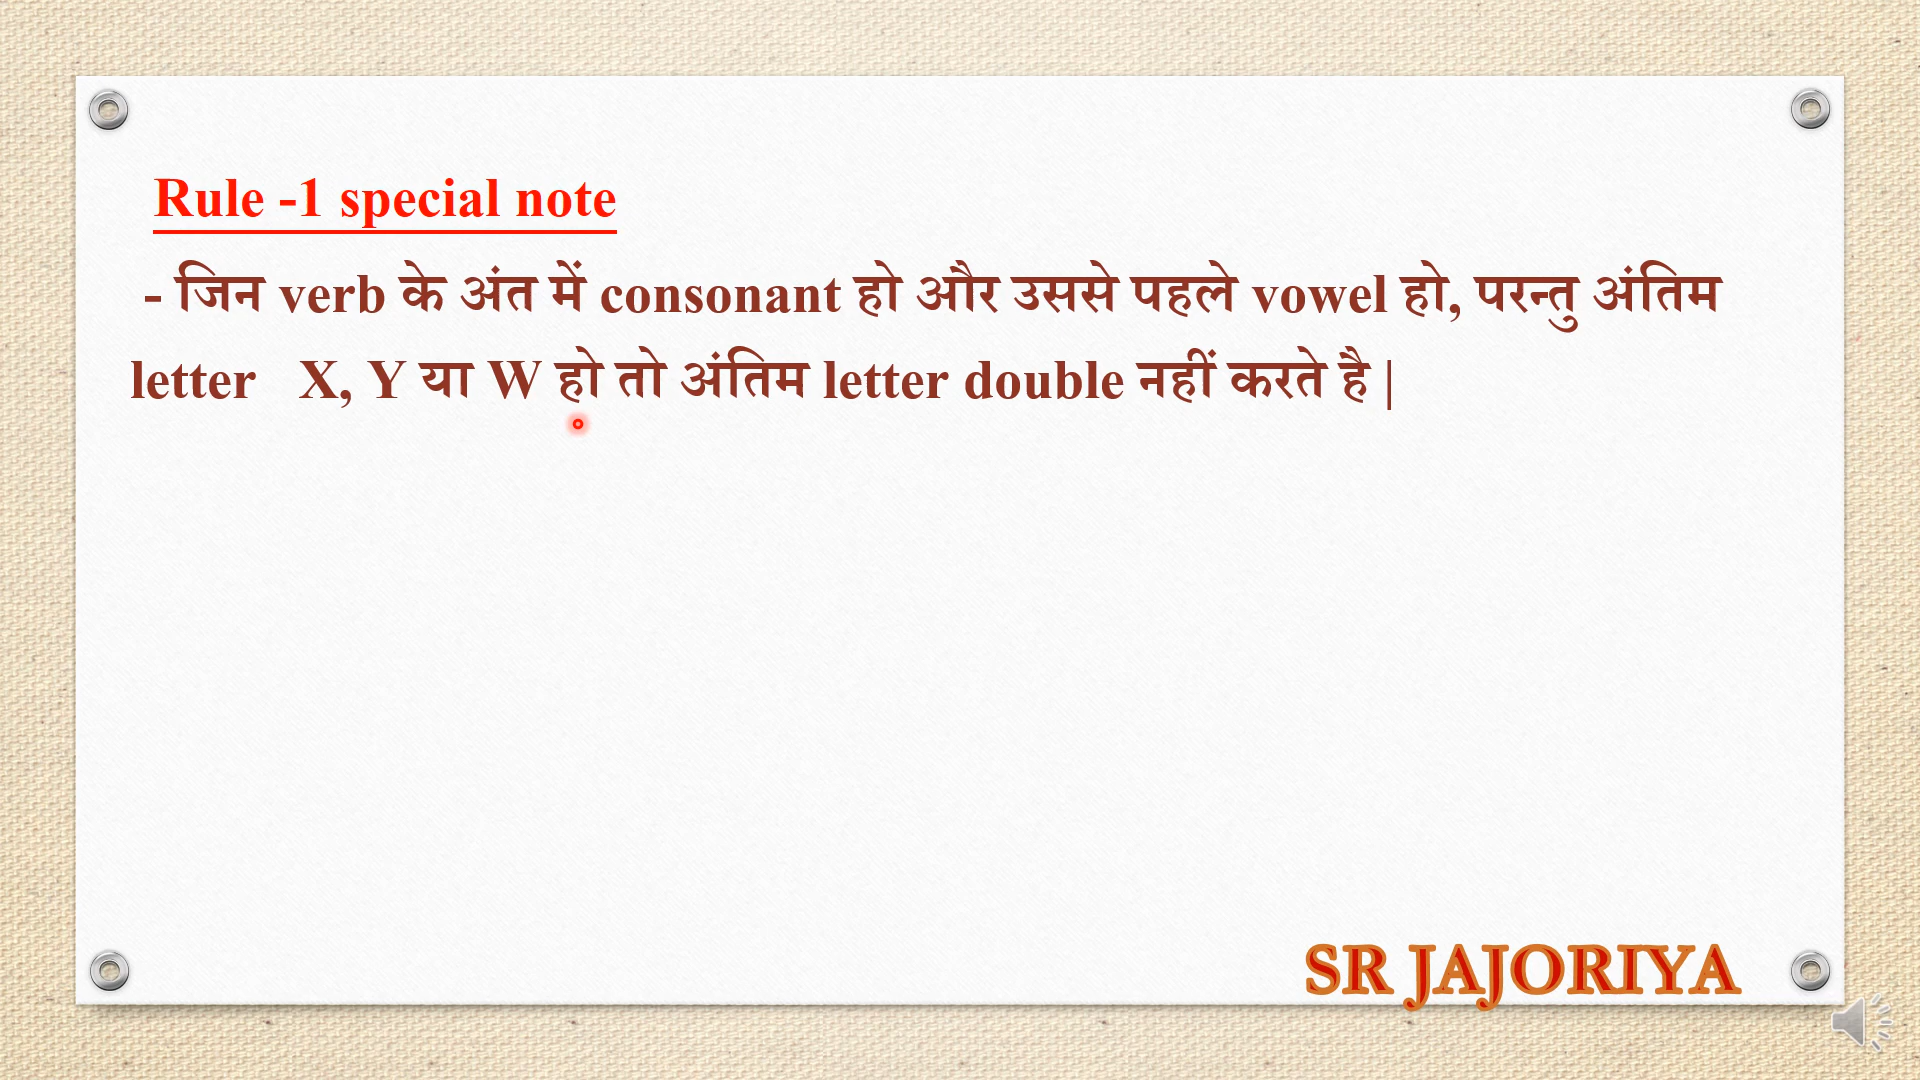 Rule -1 special note
- जिन verb के अंत में consonant हो और उससे पहले vowel हो, परन्तु अंतिम
letter X, Y या W हो तो अंतिम letter double नहीं करते है |
SR JAJORIYA